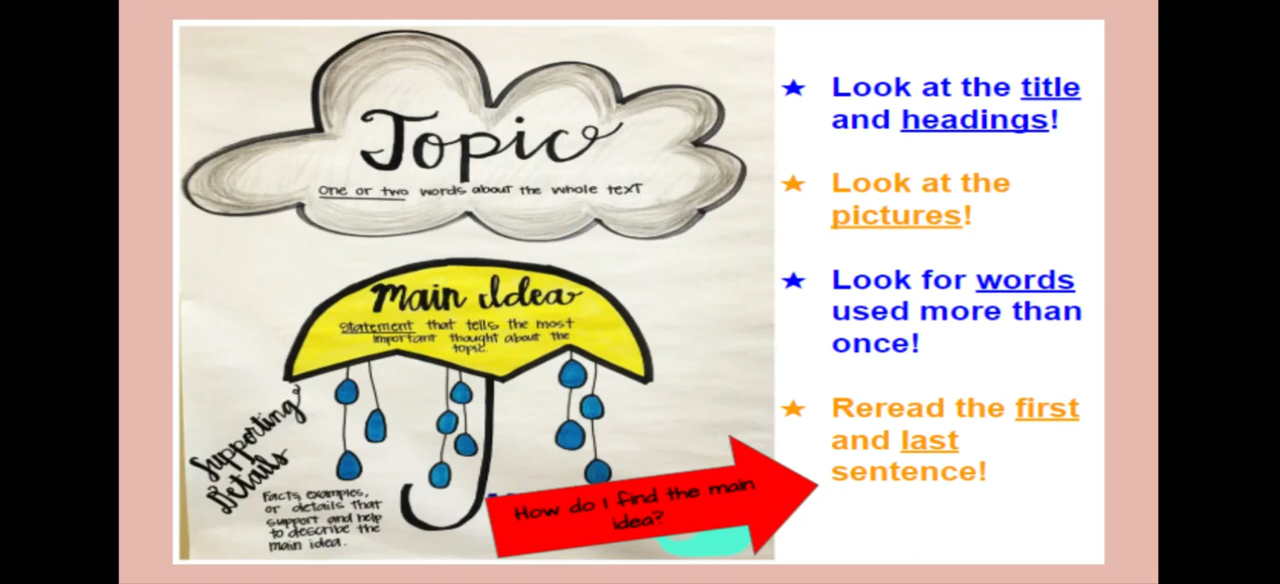 Topic
one or two words about the whole text
Main Idea
Statement that tells the most
important thought about the
topic.
Supporting
Details
Facts, examples,
or details that
support and help
to describe the
main idea.
How do I find the main
idea?
★ Look at the title
and headings!
★ Look at the
pictures!
★ Look for words
used more than
once!
★ Reread the first
and last
sentence!